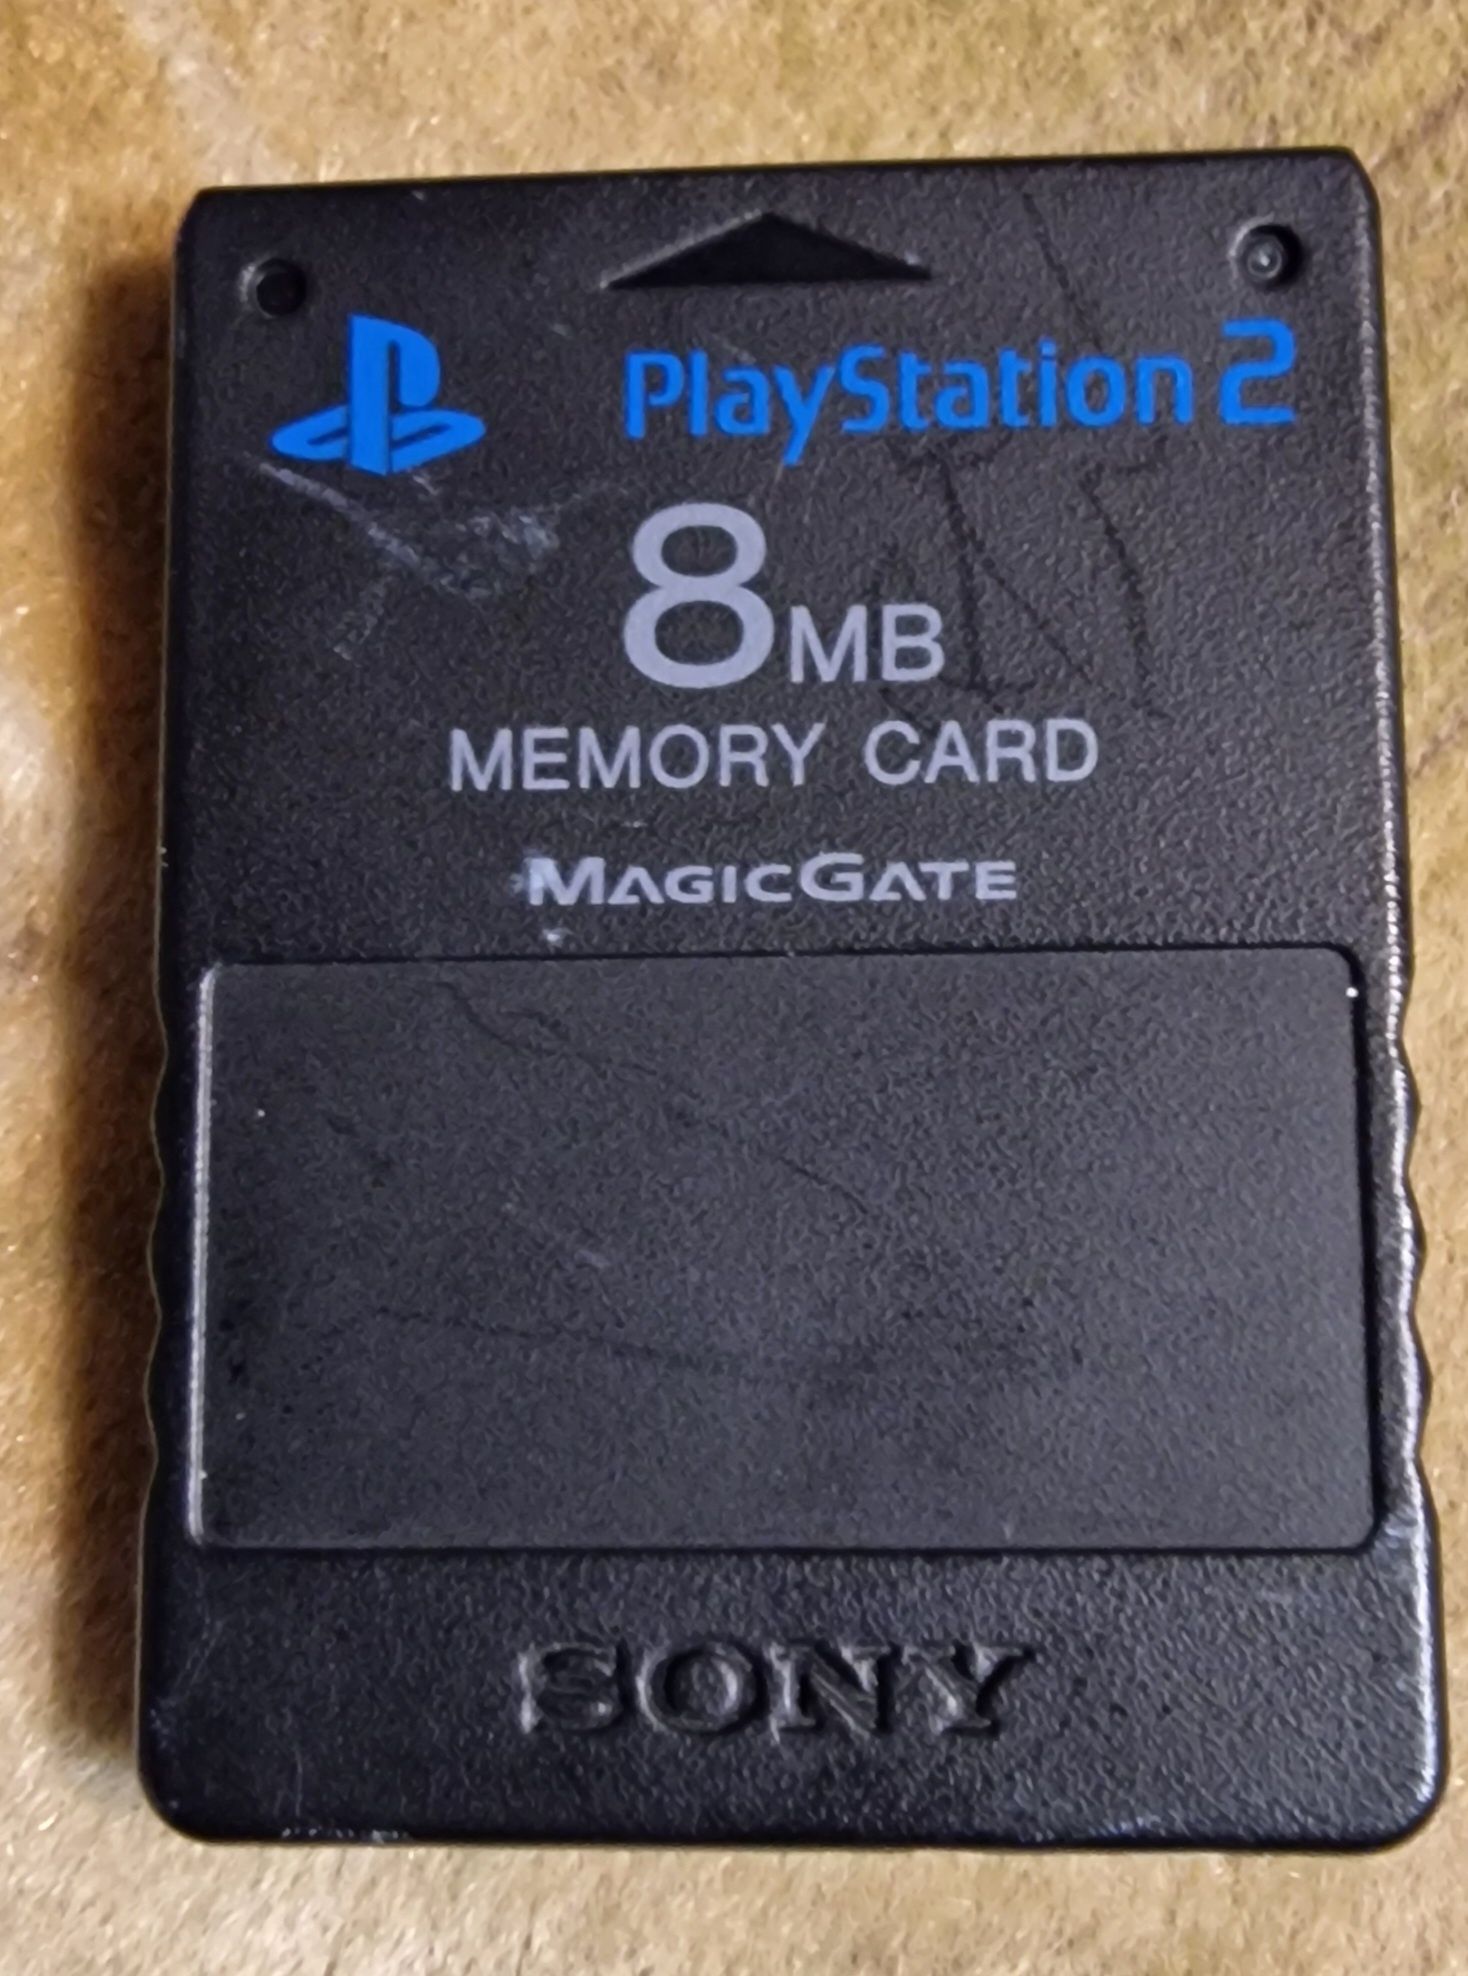 PlayStation 2
8MB
MEMORY CARD
MAGICGATE
SONY